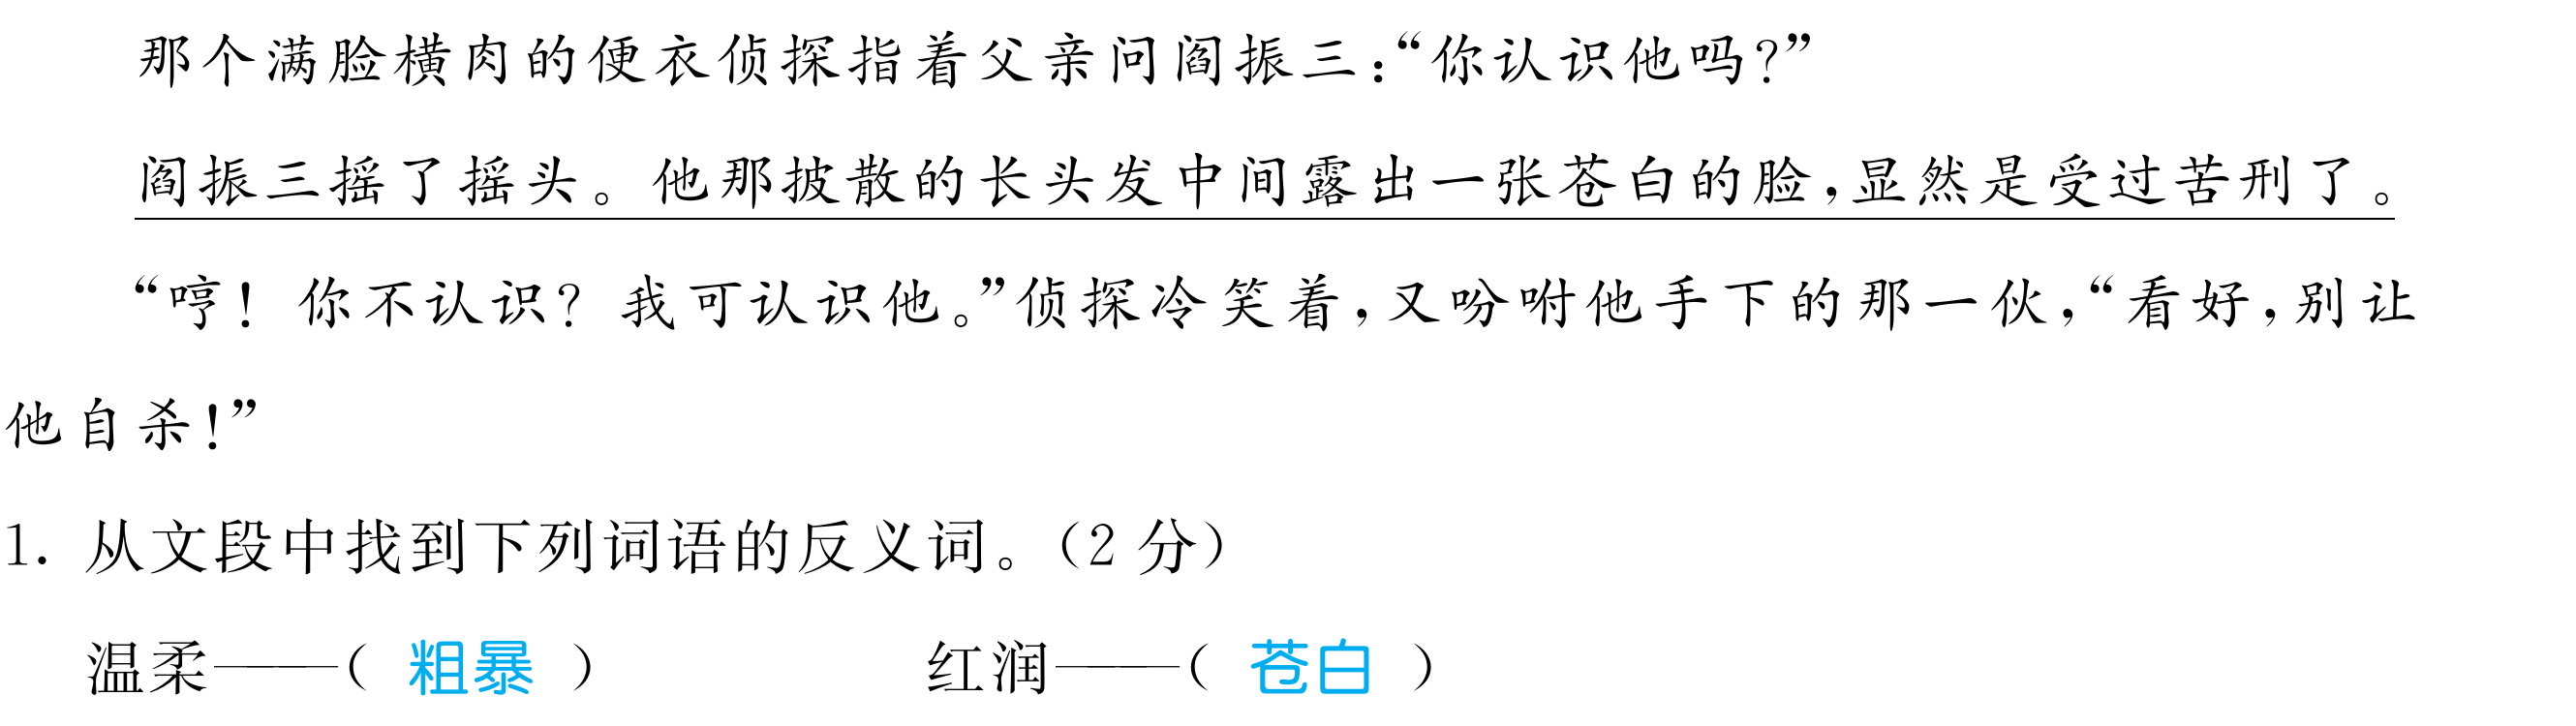 那个满脸横肉的便衣侦探指着父亲问阎振三：“你认识他吗？”
阎振三摇了摇头。他那披散的长头发中间露出一张苍白的脸，显然是受过苦刑了。
“哼！你不认识？我可认识他。”侦探冷笑着，又吩咐他手下的那一伙，“看好，别让
他自杀！”
1. 从文段中找到下列词语的反义词。（2 分）
温柔——（ 粗暴 ） 红润——（ 苍白 ）